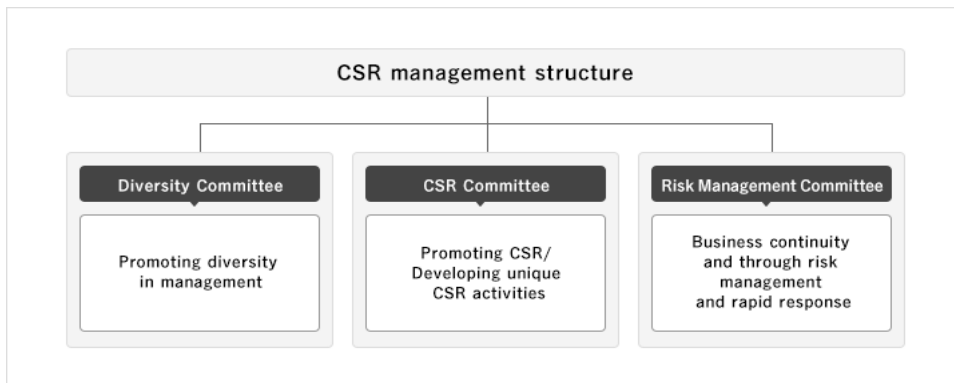 CSR management structure
Diversity Committee
Promoting diversity
in management
CSR Committee
Promoting CSR/
Developing unique
CSR activities
Risk Management Committee
Business continuity
and through risk
management
and rapid response